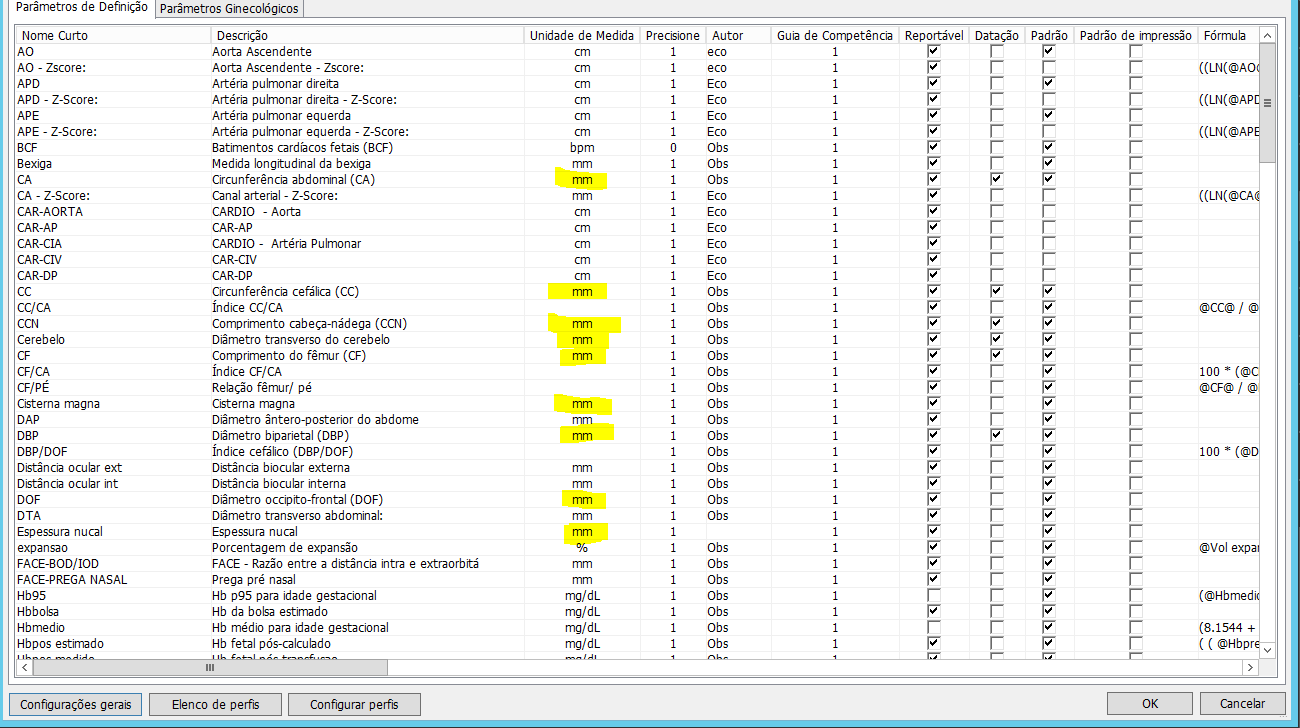 Parâmetros de Definição Parâmetros Ginecológicos
Nome Curto Descrição Unidade de Medida Precisione Autor Guia de Competência Reportável Datação Padrão Padrão de impressão Fórmula
AO Aorta Ascendente cm 1 eco 1
AO - Zscore: Aorta Ascendente - Zscore: cm 1 eco 1 ((LN(@AO@
APD Artéria pulmonar direita cm 1 Eco 1
APD - Z-Score: Artéria pulmonar direita - Z-Score: cm 1 Eco 1 ((LN(@APD
APE Artéria pulmonar equerda cm 1 Eco 1
APE - Z-Score: Artéria pulmonar equerda - Z-Score: cm 1 Eco 1 ((LN(@APE
BCF Batimentos cardíacos fetais (BCF) bpm 0 Obs 1
Bexiga Medida longitudinal da bexiga mm 1 Obs 1
CA Circunferência abdominal (CA) mm 1 Obs 1
CA - Z-Score: Canal arterial - Z-Score: mm 1 Eco 1 ((LN(@CA@
CAR-AORTA CARDIO - Aorta cm 1 Eco 1
CAR-AP CAR-AP cm 1 Eco 1
CAR-CIA CARDIO - Artéria Pulmonar cm 1 Eco 1
CAR-CIV CAR-CIV cm 1 Eco 1
CAR-DP CAR-DP cm 1 Eco 1
CC Circunferência cefálica (CC) mm 1 Obs 1
CC/CA Índice CC/CA 1 Obs 1 @CC@ / @
CCN Comprimento cabeça-nádega (CCN) mm 1 Obs 1
Cerebelo Diâmetro transverso do cerebelo mm 1 Obs 1
CF Comprimento do fêmur (CF) mm 1 Obs 1
CF/CA Índice CF/CA 1 Obs 1 100 * (@C
CF/PÉ Relação fêmur/ pé 1 Obs 1 @CF@ / @
Cisterna magna Cisterna magna mm 1 Obs 1
DAP Diâmetro ântero-posterior do abdome mm 1 Obs 1
DBP Diâmetro biparietal (DBP) mm 1 Obs 1
DBP/DOF Índice cefálico (DBP/DOF) 1 Obs 1 100 * (@D
Distância ocular ext Distância biocular externa mm 1 Obs 1
Distância ocular int Distância biocular interna mm 1 Obs 1
DOF Diâmetro occipito-frontal (DOF) mm 1 Obs 1
DTA Diâmetro transverso abdominal: mm 1 Obs 1
Espessura nucal Espessura nucal mm 1 1
expansao Porcentagem de expansão % 1 Obs 1 @Vol expa
FACE-BOD/IOD FACE - Razão entre a distância intra e extraorbitá mm 1 Obs 1
FACE-PREGA NASAL Prega pré nasal mm 1 Obs 1
Hb95 Hb p95 para idade gestacional mg/dL 1 Obs 1 (@Hbmedio
Hbbolsa Hb da bolsa estimado mg/dL 1 Obs 1
Hbmedio Hb médio para idade gestacional mg/dL 1 Obs 1 (8.1544 +
Hbpos estimado Hb fetal pós-calculado mg/dL 1 Obs 1 ( ( @Hbpre
Hbpos medido Hb fetal pós-transfusao mg/dL 1 Obs 1
Configurações gerais Elenco de perfis Configurar perfis OK Cancelar